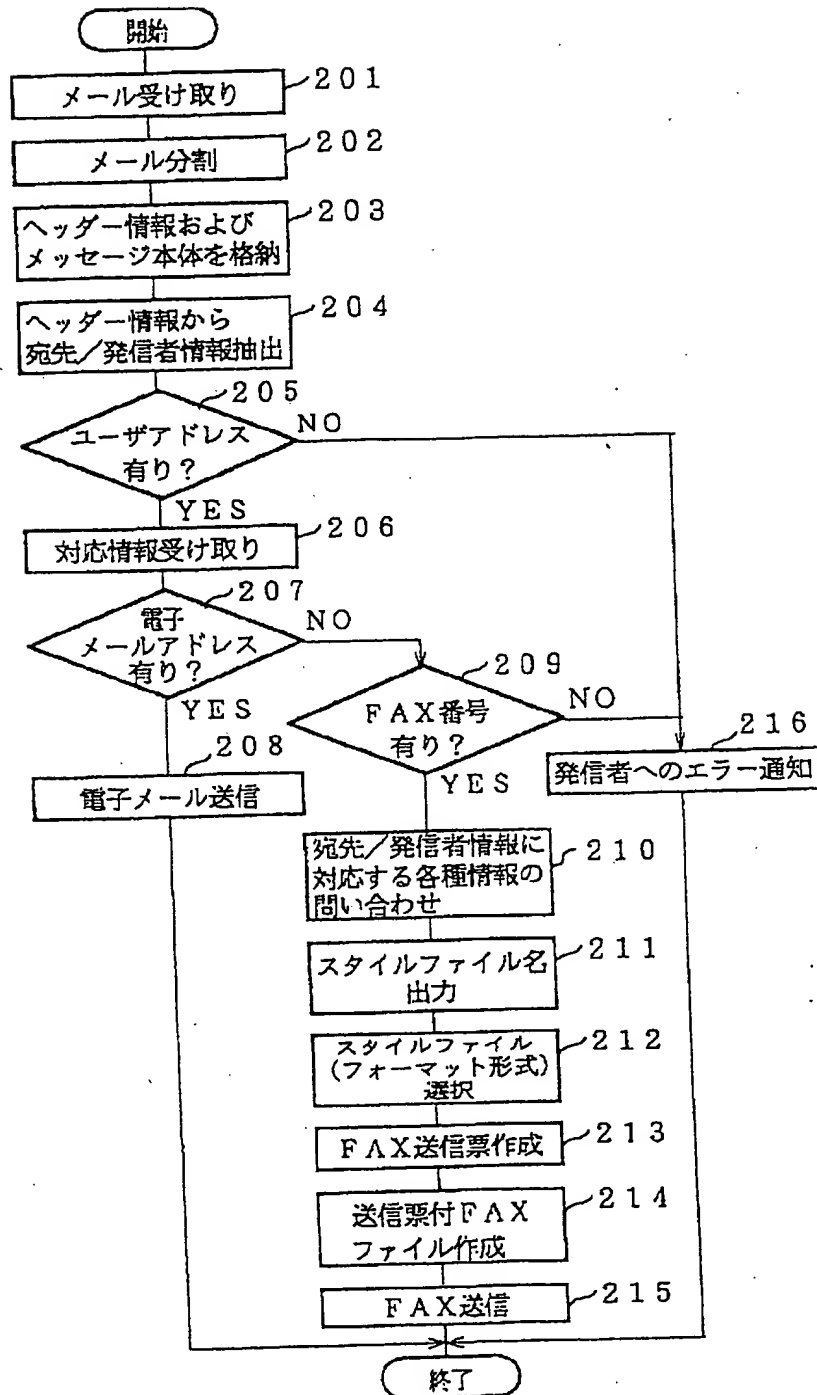 開始
メール受け取り
201
メール分割
202
ヘッダー情報および
メッセージ本体を格納
203
ヘッダー情報から
宛先/発信者情報抽出
204
205
ユーザアドレス
有り?
NO
YES
対応情報受け取り
206
207
電子
メールアドレス
有り?
NO
YES
208
電子メール送信
209
FAX番号
有り?
NO
YES
216
発信者へのエラー通知
宛先/発信者情報に
対応する各種情報の
問い合わせ
210
スタイルファイル名
出力
211
スタイルファイル
(フォーマット形式)
選択
212
FAX送信票作成
213
送信票付FAX
ファイル作成
214
FAX送信
215
終了